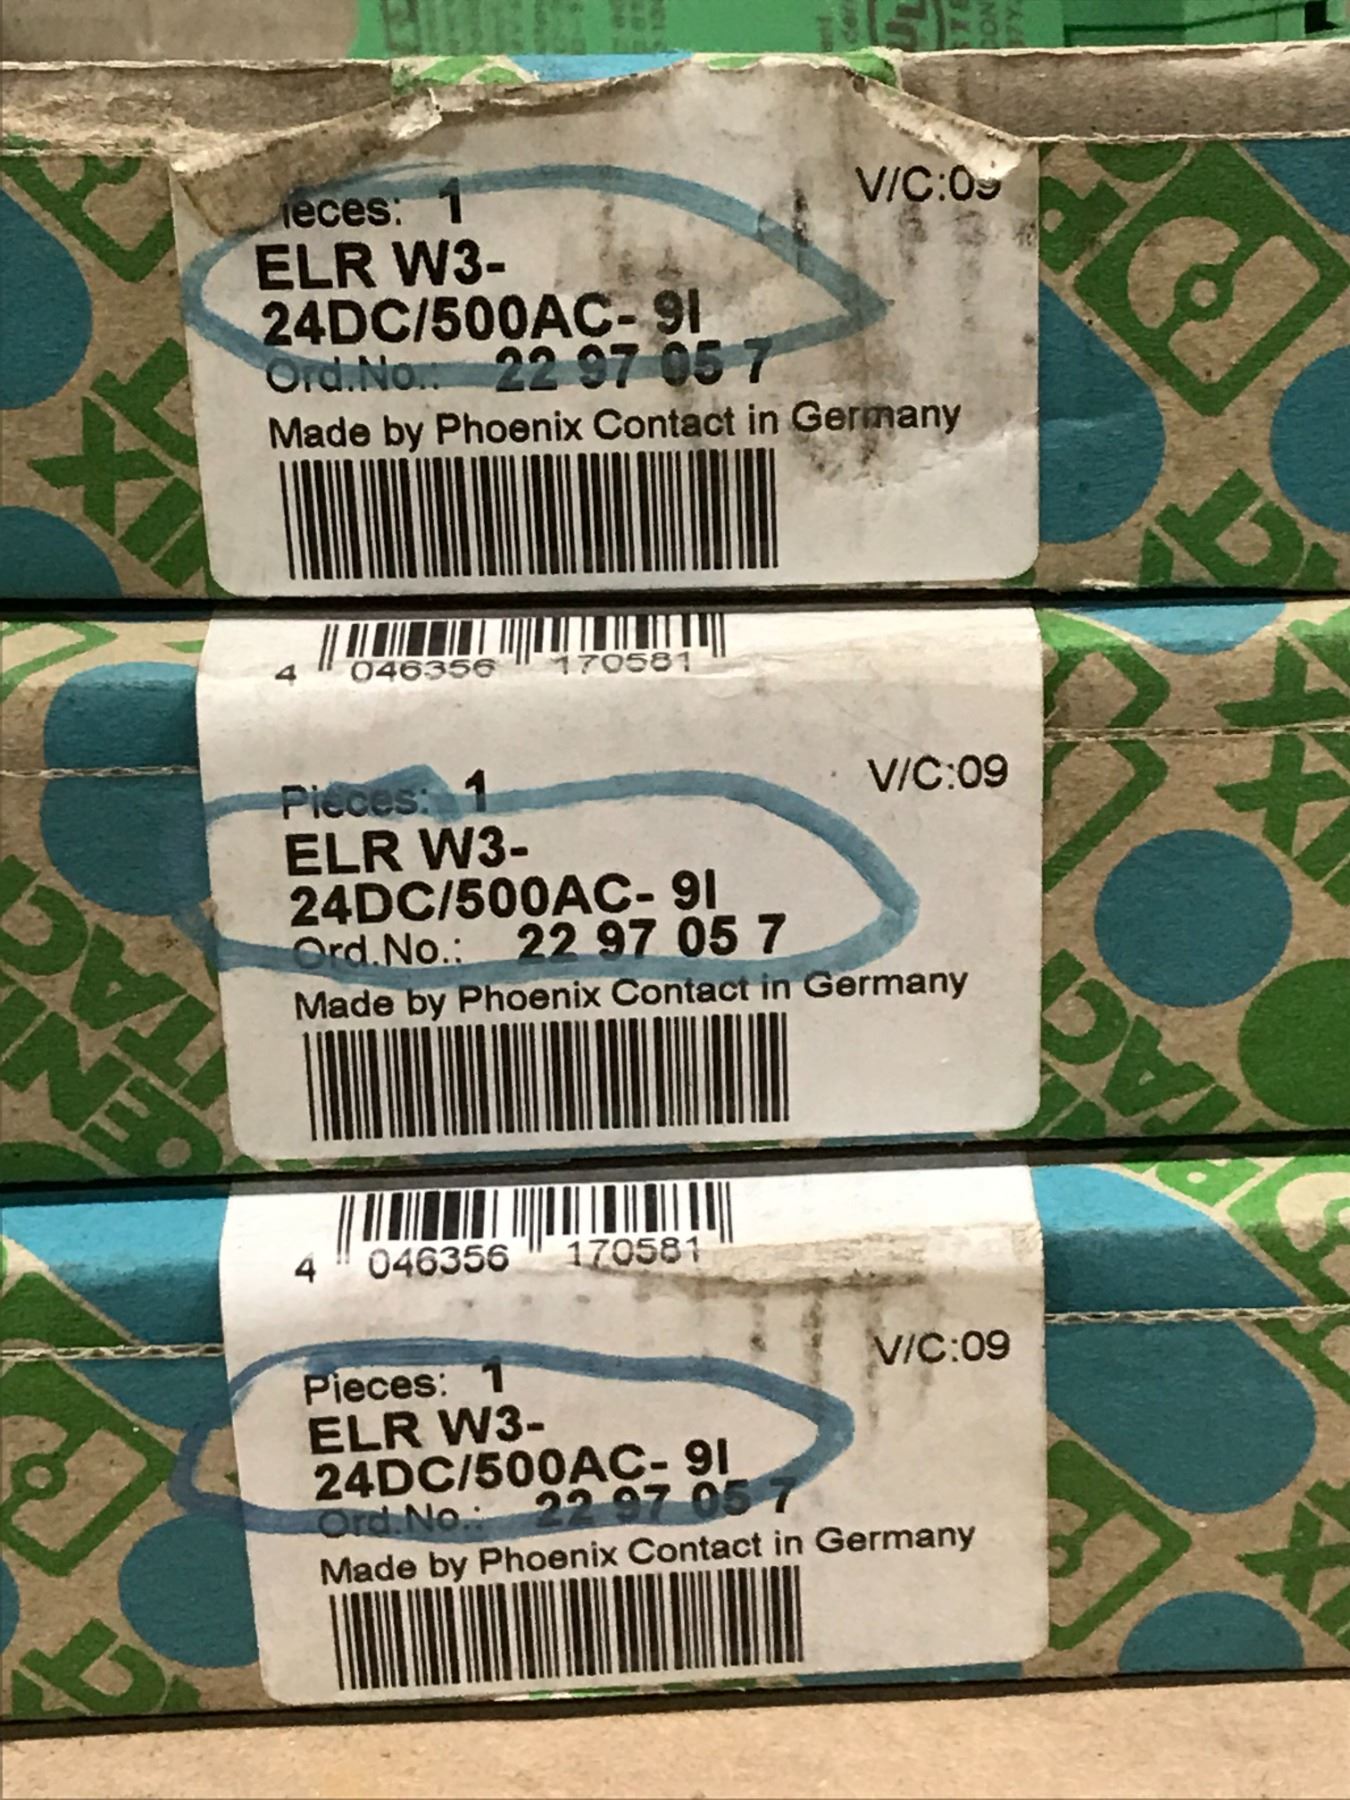 UL
ieces: 1
V/C:09
ELR W3-
24DC/500AC- 9I
Ord.No.: 22 97 05 7
Made by Phoenix Contact in Germany
4 046356 170581
Pieces: 1
V/C:09
ELR W3-
24DC/500AC- 9I
Ord.No.: 22 97 05 7
Made by Phoenix Contact in Germany
4 046356 170581
Pieces: 1
V/C:09
ELR W3-
24DC/500AC- 9I
Ord.No.: 22 97 05 7
Made by Phoenix Contact in Germany